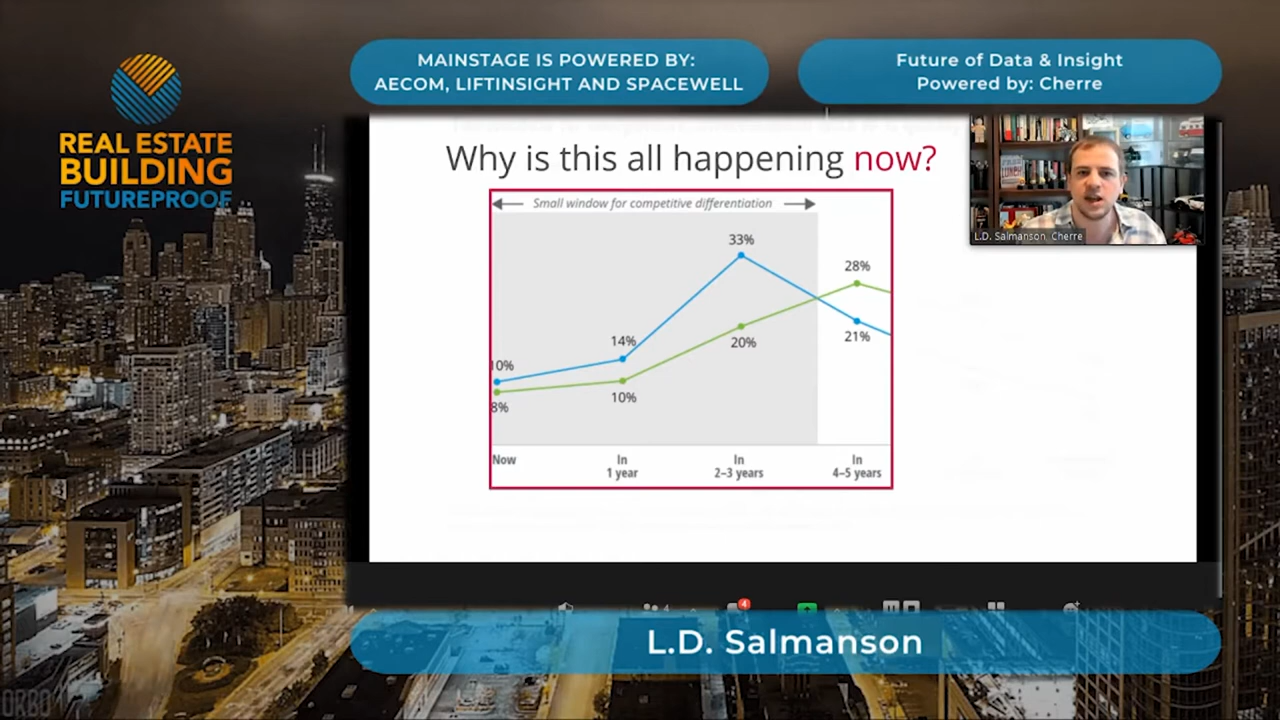 MAINSTAGE IS POWERED BY:
AECOM, LIFTINSIGHT AND SPACEWELL
Future of Data & Insight
Powered by: Cherre
REAL ESTATE
BUILDING
FUTUREPROOF
Why is this all happening now?
Small window for competitive differentiation
33%
28%
14%
20%
21%
10%
10%
8%
Now
In
1 year
In
2–3 years
In
4–5 years
L.D. Salmanson, Cherre
4
4
L.D. Salmanson